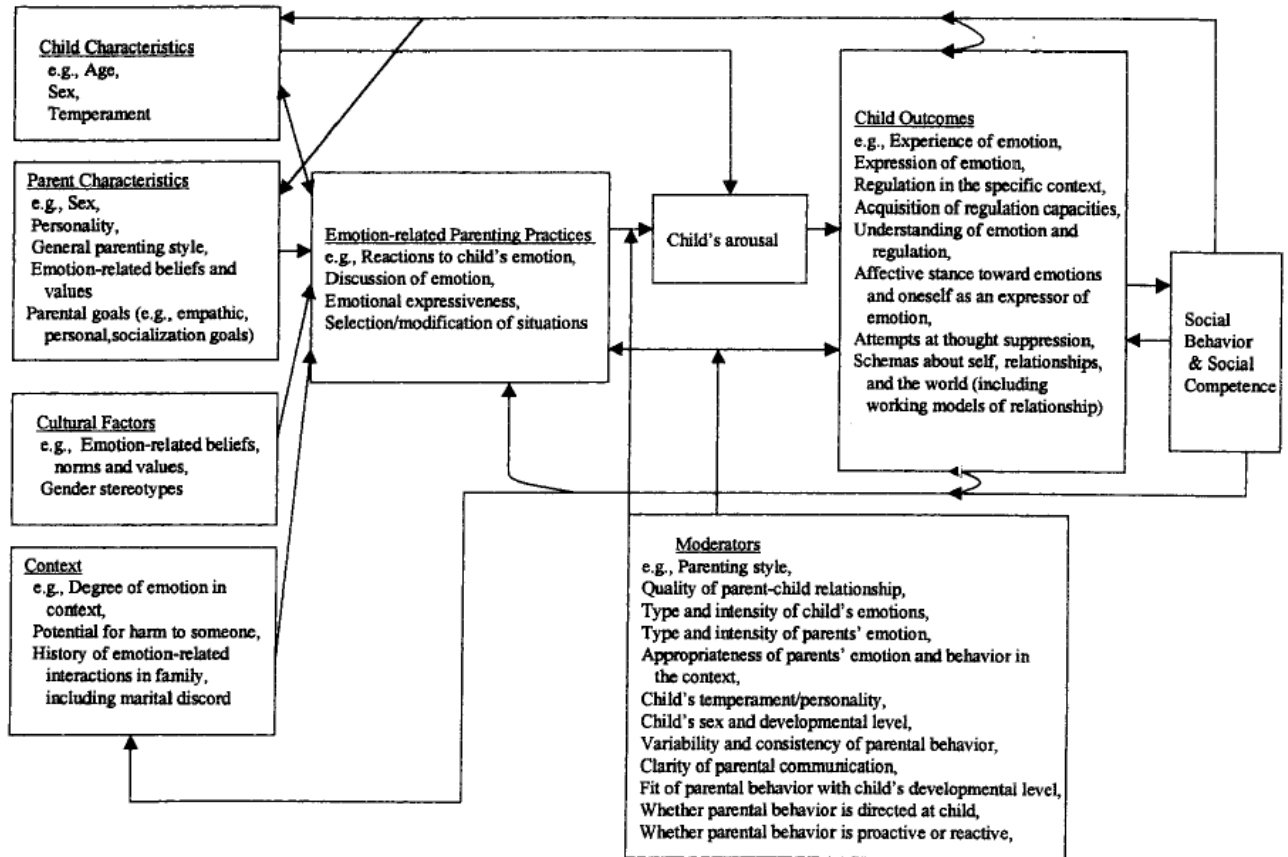 Child Characteristics
e.g., Age,
Sex,
Temperament
Parent Characteristics
e.g., Sex,
Personality,
General parenting style,
Emotion-related beliefs and
values
Parental goals (e.g., empathic,
personal,socialization goals)
Cultural Factors
e.g., Emotion-related beliefs,
norms and values,
Gender stereotypes
Context
e.g., Degree of emotion in
context,
Potential for harm to someone,
History of emotion-related
interactions in family,
including marital discord
Emotion-related Parenting Practices
e.g., Reactions to child's emotion,
Discussion of emotion,
Emotional expressiveness,
Selection/modification of situations
Child's arousal
Child Outcomes
e.g., Experience of emotion,
Expression of emotion,
Regulation in the specific context,
Acquisition of regulation capacities,
Understanding of emotion and
regulation,
Affective stance toward emotions
and oneself as an expressor of
emotion,
Attempts at thought suppression,
Schemas about self, relationships,
and the world (including
working models of relationship)
Social
Behavior
& Social
Competence
Moderators
e.g., Parenting style,
Quality of parent-child relationship,
Type and intensity of child's emotions,
Type and intensity of parents' emotion,
Appropriateness of parents' emotion and behavior in
the context,
Child's temperament/personality,
Child's sex and developmental level,
Variability and consistency of parental behavior,
Clarity of parental communication,
Fit of parental behavior with child's developmental level,
Whether parental behavior is directed at child,
Whether parental behavior is proactive or reactive,